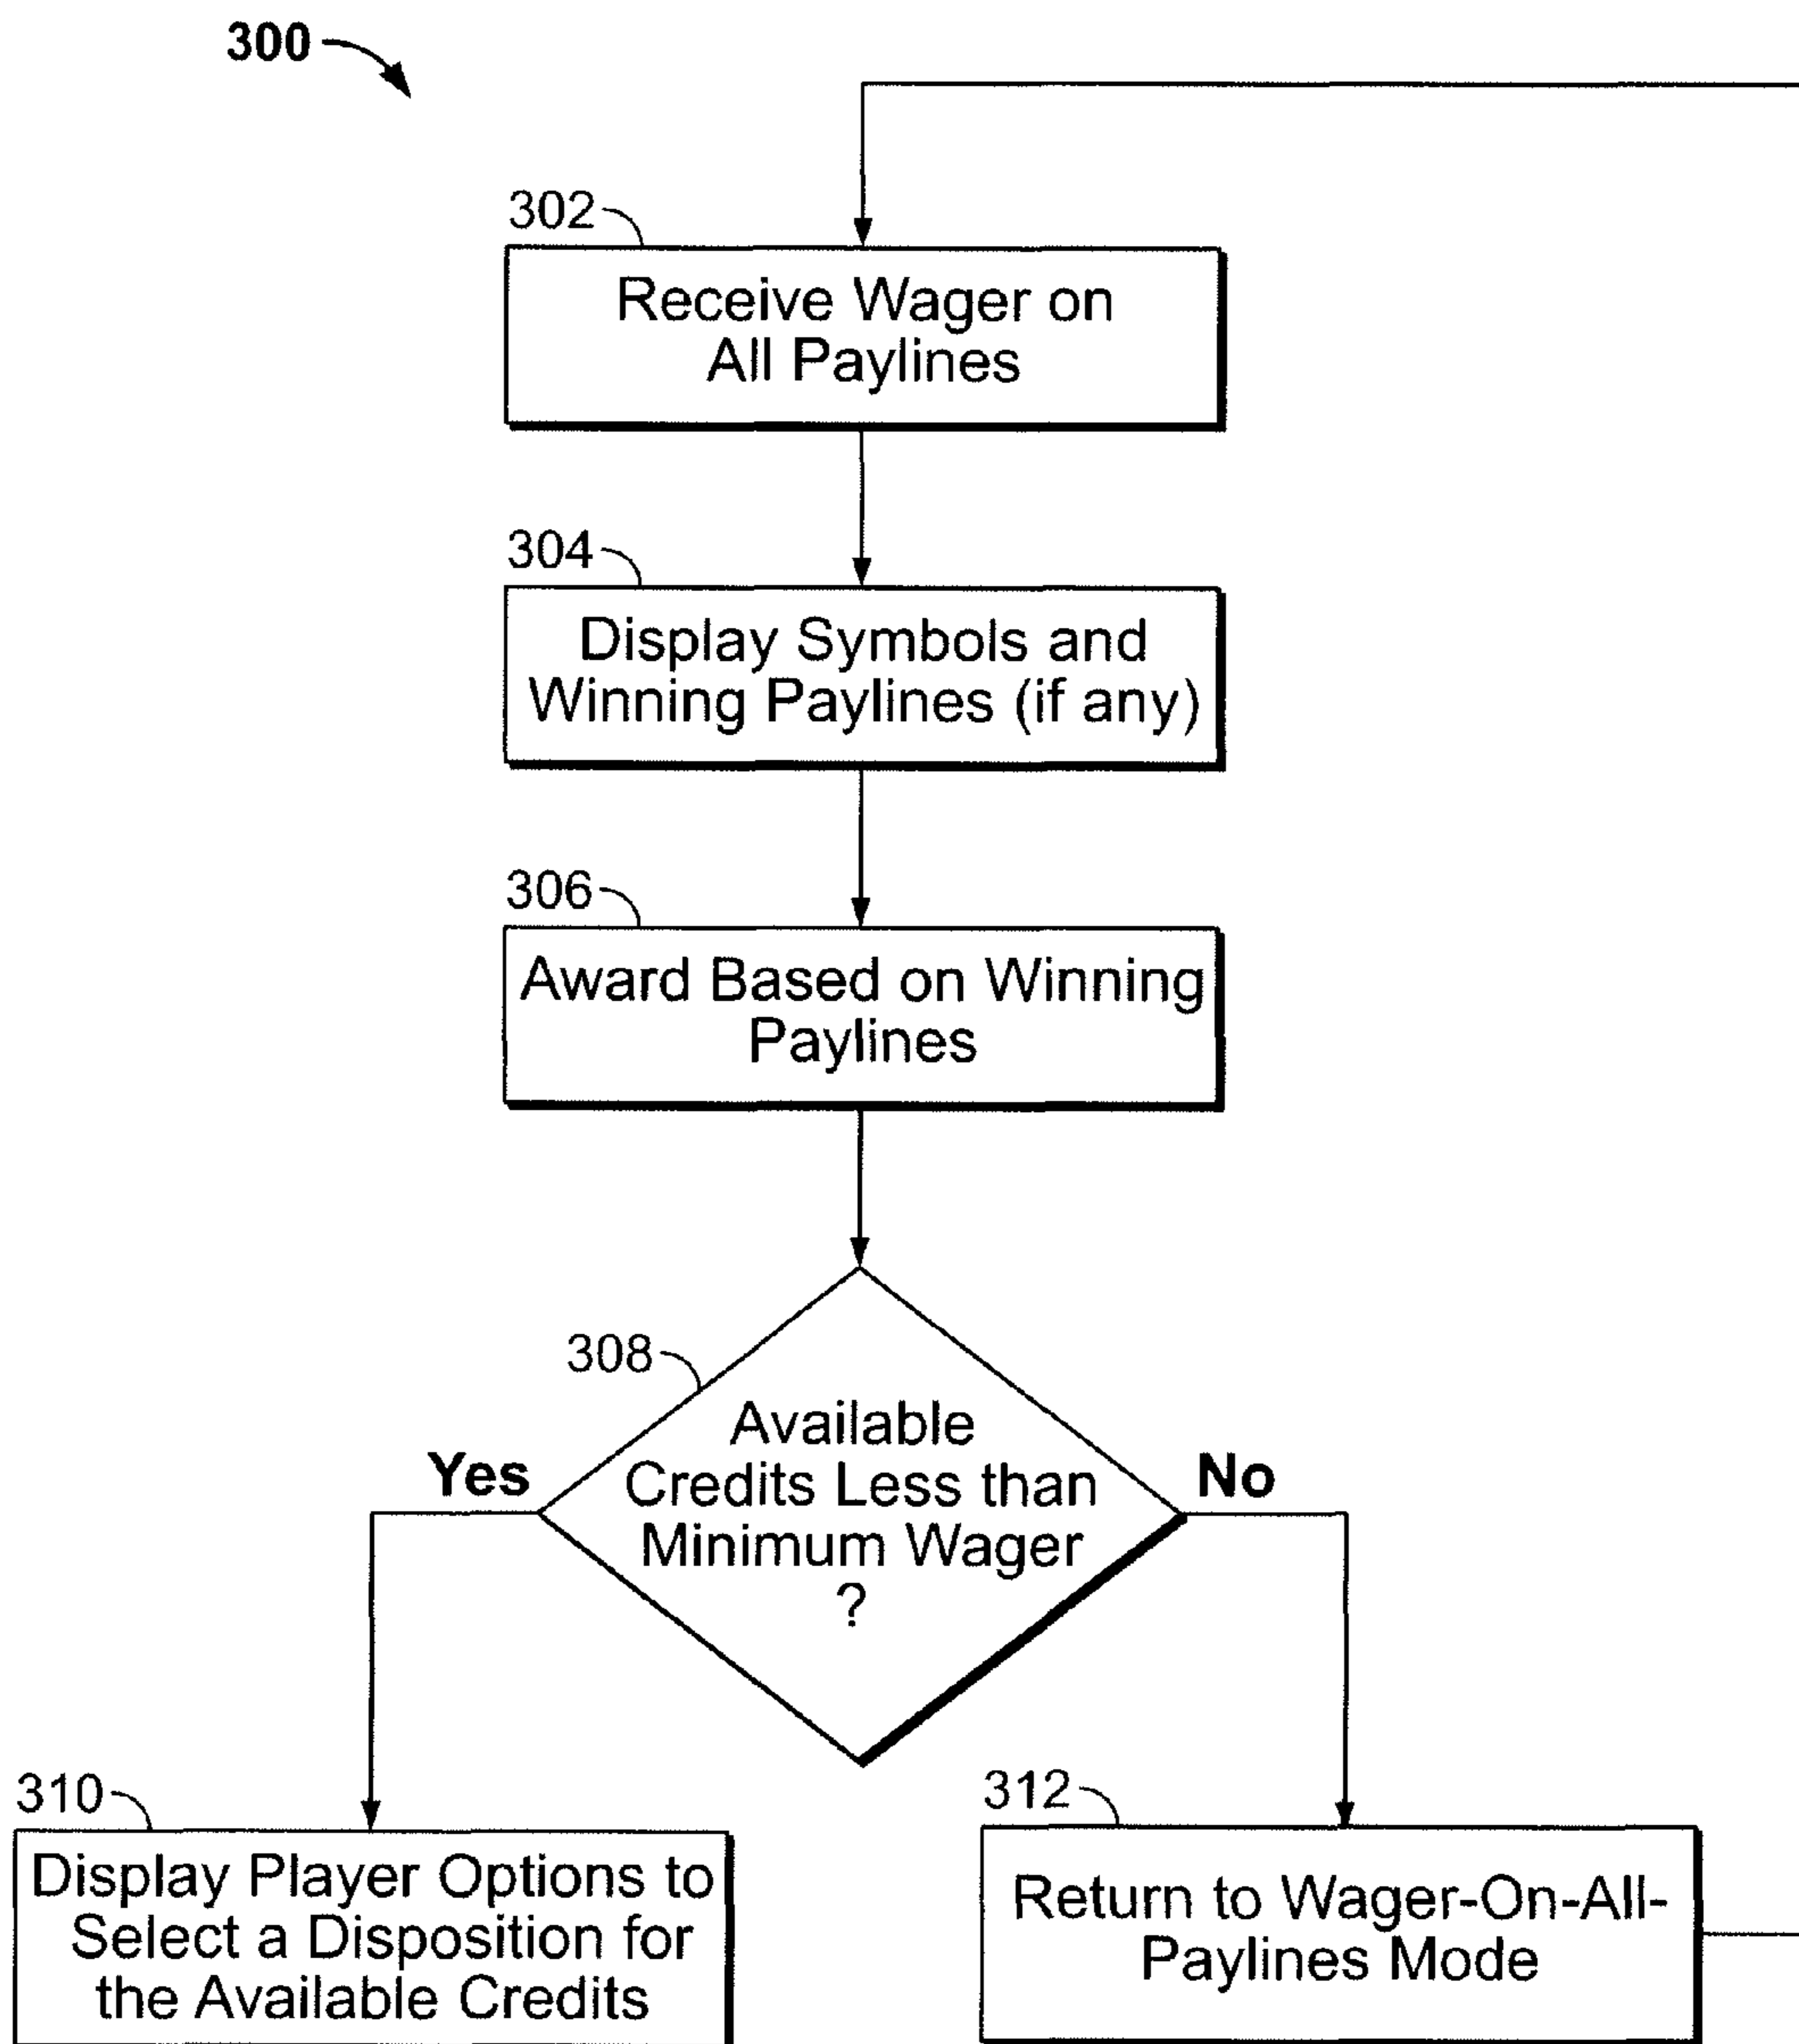 300
302
Receive Wager on
All Paylines
304
Display Symbols and
Winning Paylines (if any)
306
Award Based on Winning
Paylines
308
Available
Credits Less than
Minimum Wager
?
Yes
No
310
Display Player Options to
Select a Disposition for
the Available Credits
312
Return to Wager-On-All-
Paylines Mode